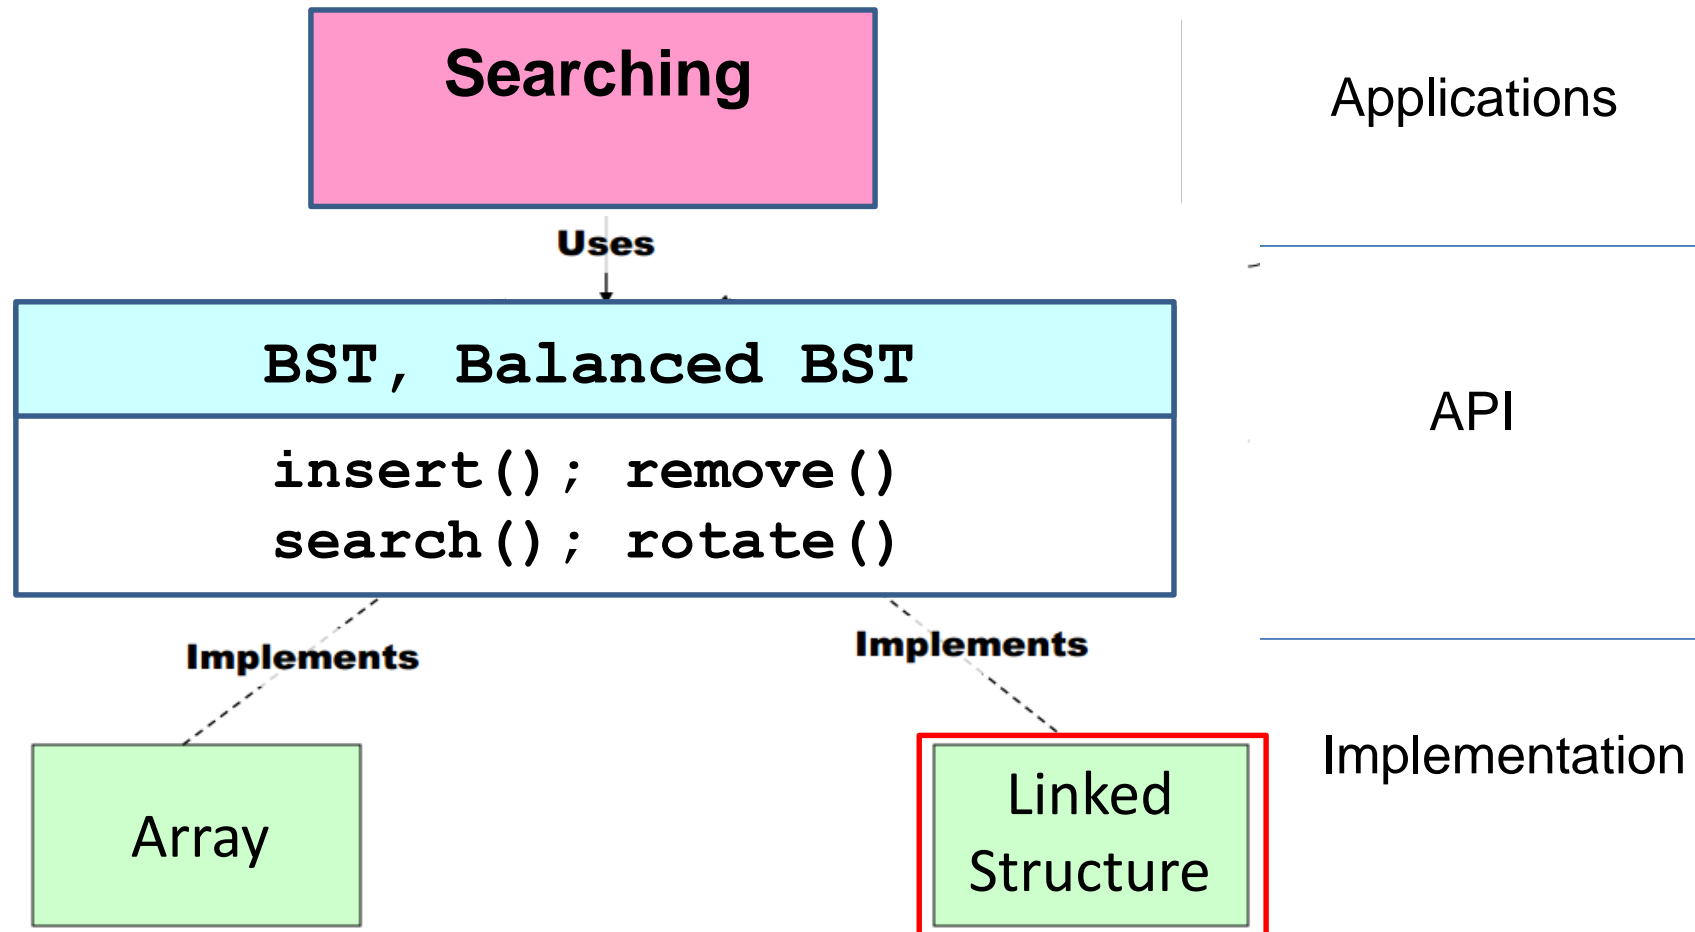 Searching
Applications
Uses
BST, Balanced BST
API
insert(); remove()
search(); rotate()
Implements
Implements
Implementation
Array
Linked
Structure